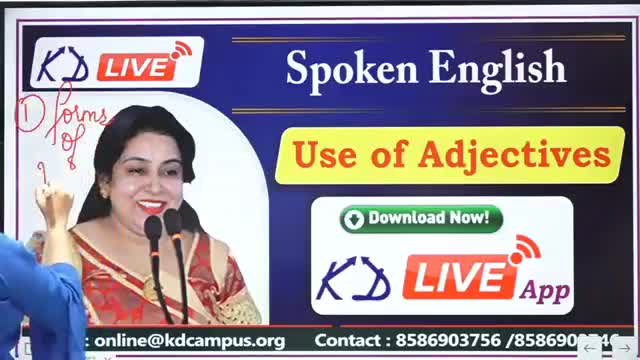 KD LIVE
Spoken English
① forms
of
Use of Adjectives
Download Now!
KD LIVE App
: online@kdcampus.org
Contact : 8586903756 /8586903746